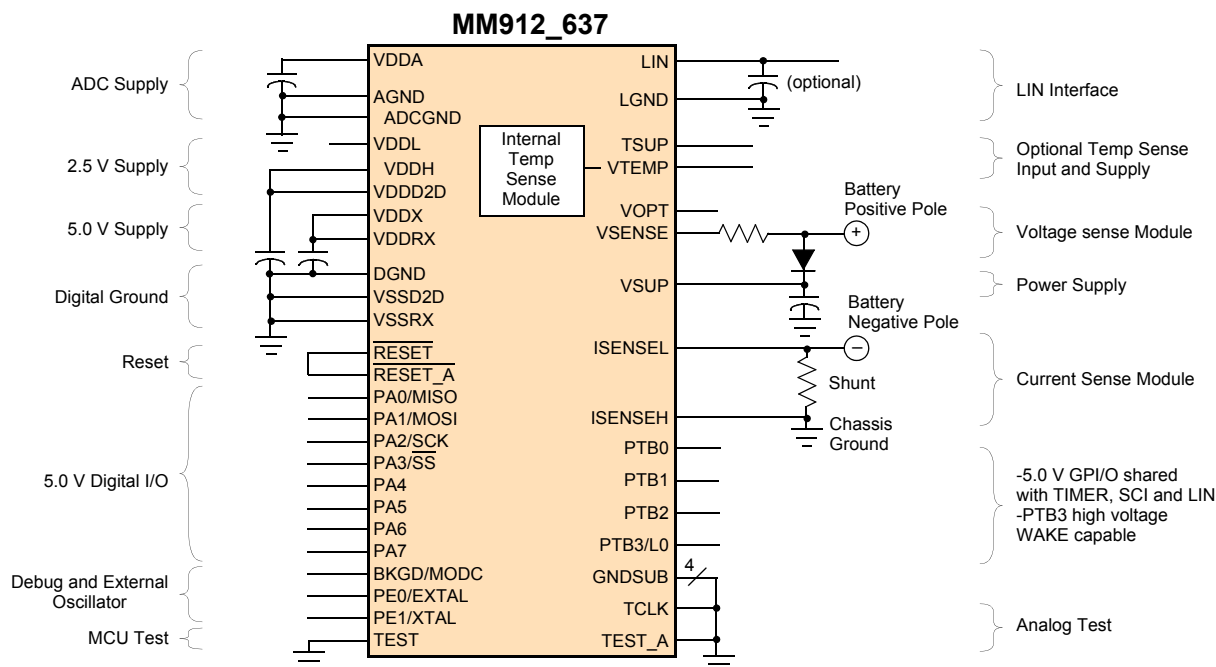 MM912_637
ADC Supply
2.5 V Supply
5.0 V Supply
Digital Ground
Reset
5.0 V Digital I/O
Debug and External
Oscillator
MCU Test
VDDA
AGND
ADCGND
VDDL
VDDH
VDDD2D
VDDX
VDDRX
DGND
VSSD2D
VSSRX
RESET
RESET_A
PA0/MISO
PA1/MOSI
PA2/SCK
PA3/SS
PA4
PA5
PA6
PA7
BKGD/MODC
PE0/EXTAL
PE1/XTAL
TEST
Internal
Temp
Sense
Module
LIN
LGND
TSUP
VTEMP
VOPT
VSENSE
VSUP
ISENSEL
ISENSEH
PTB0
PTB1
PTB2
PTB3/L0
GNDSUB
TCLK
TEST_A
(optional)
Battery
Positive Pole
+
Battery
Negative Pole
−
Shunt
Chassis
Ground
4
LIN Interface
Optional Temp Sense
Input and Supply
Voltage sense Module
Power Supply
Current Sense Module
-5.0 V GPI/O shared
with TIMER, SCI and LIN
-PTB3 high voltage
WAKE capable
Analog Test